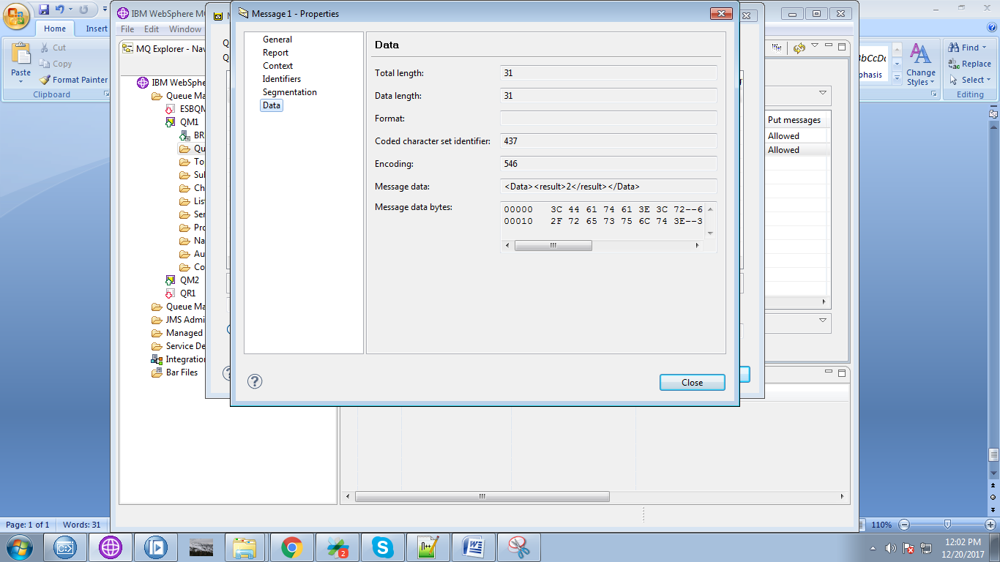 Home
Insert
Cut
Copy
Format Painter
Paste
Clipboard
Page: 1 of 1
Words: 31
IBM WebSphere MQ
File Edit Window
MQ Explorer - Nav
IBM WebSphe
Queue Ma
ESBQM
QM1
BR
Qu
To
Sul
Ch
List
Ser
Pro
Na
Au
Co
QM2
QR1
Queue Ma
JMS Admi
Managed
Service De
Integration
Bar Files
Message 1 - Properties
General
Report
Context
Identifiers
Segmentation
Data
Data
Total length: 31
Data length: 31
Format:
Coded character set identifier: 437
Encoding: 546
Message data: <Data><result>2</result></Data>
Message data bytes:
00000 3C 44 61 74 61 3E 3C 72--6
00010 2F 72 65 73 75 6C 74 3E--3
Close
Put messages
Allowed
Allowed
bCcDc
phasis
Change
Styles
Find
Replace
Select
Editing
110%
2
12:02 PM
12/20/2017